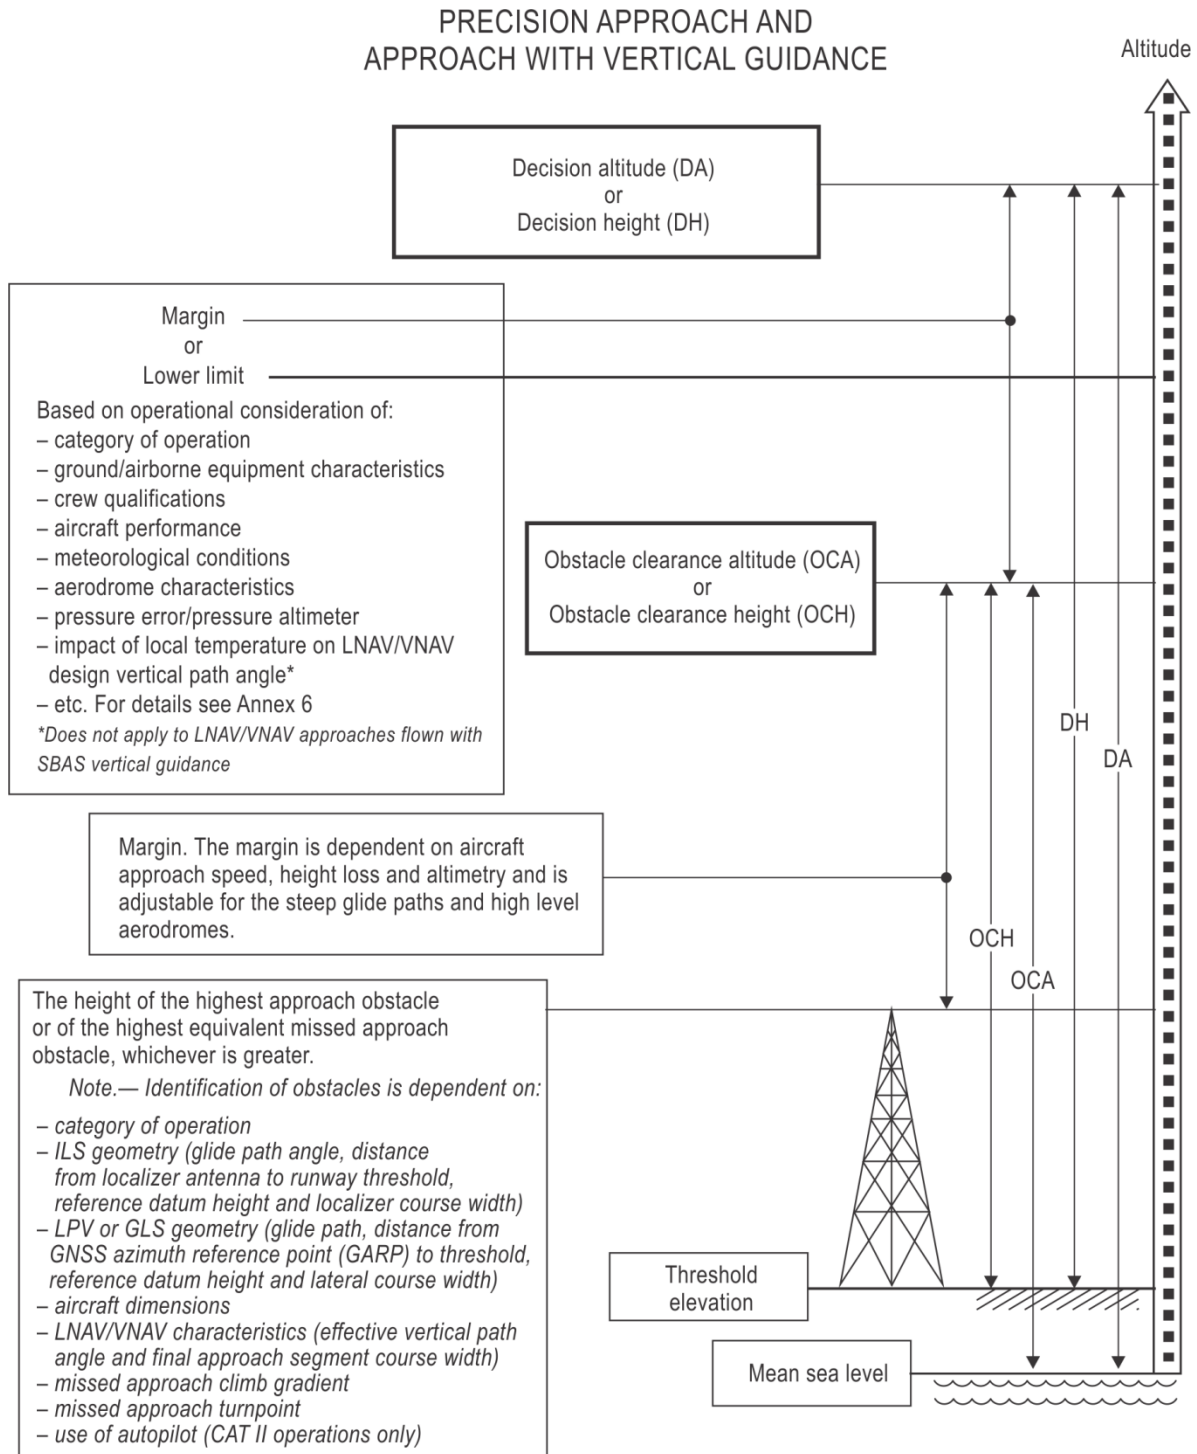 PRECISION APPROACH AND
APPROACH WITH VERTICAL GUIDANCE
Altitude
Decision altitude (DA)
or
Decision height (DH)
Margin
or
Lower limit
Based on operational consideration of:
– category of operation
– ground/airborne equipment characteristics
– crew qualifications
– aircraft performance
– meteorological conditions
– aerodrome characteristics
– pressure error/pressure altimeter
– impact of local temperature on LNAV/VNAV
design vertical path angle*
– etc. For details see Annex 6
*Does not apply to LNAV/VNAV approaches flown with
SBAS vertical guidance
Obstacle clearance altitude (OCA)
or
Obstacle clearance height (OCH)
DH
DA
Margin. The margin is dependent on aircraft
approach speed, height loss and altimetry and is
adjustable for the steep glide paths and high level
aerodromes.
OCH
OCA
The height of the highest approach obstacle
or of the highest equivalent missed approach
obstacle, whichever is greater.
Note.— Identification of obstacles is dependent on:
– category of operation
– ILS geometry (glide path angle, distance
from localizer antenna to runway threshold,
reference datum height and localizer course width)
– LPV or GLS geometry (glide path, distance from
GNSS azimuth reference point (GARP) to threshold,
reference datum height and lateral course width)
– aircraft dimensions
– LNAV/VNAV characteristics (effective vertical path
angle and final approach segment course width)
– missed approach climb gradient
– missed approach turnpoint
– use of autopilot (CAT II operations only)
Threshold
elevation
Mean sea level